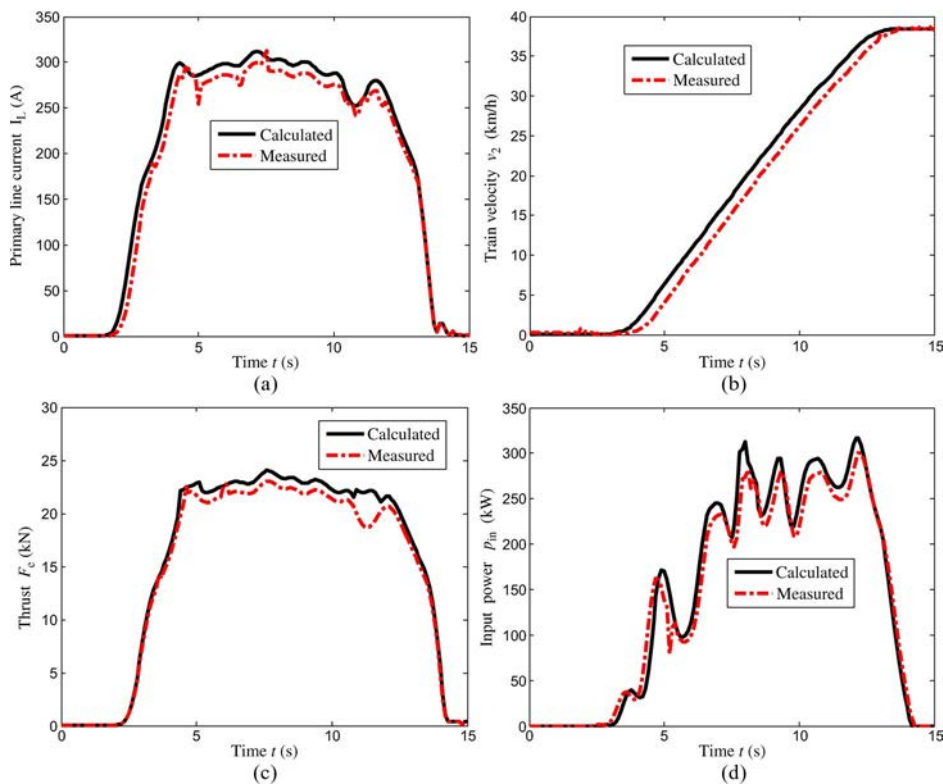 350
300
250
200
150
100
50
0
Primary line current I_L (A)
Calculated
Measured
0 5 10 15
Time t (s)
(a)
40
35
30
25
20
15
10
5
0
Train velocity v_2 (km/h)
Calculated
Measured
0 5 10 15
Time t (s)
(b)
30
25
20
15
10
5
0
Thrust F_e (kN)
Calculated
Measured
0 5 10 15
Time t (s)
(c)
350
300
250
200
150
100
50
0
Input power p_in (kW)
Calculated
Measured
0 5 10 15
Time t (s)
(d)